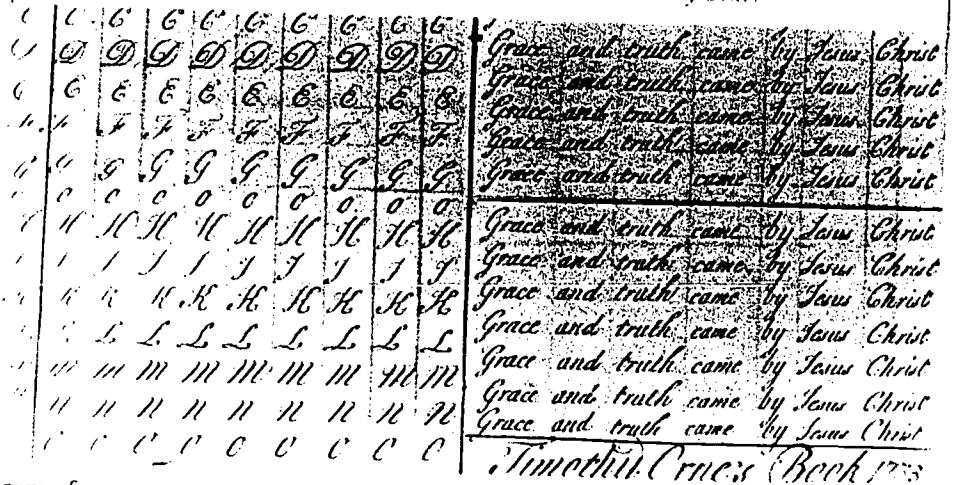 C C C C C C C C C
D D D D D D D D D
E E E E E E E E E
F F F F F F F F F
G G G G G G G G G
o o o o o o o o o
H H H H H H H H H
I I I I I I I I I
K K K K K K K K K
L L L L L L L L L
m m m m m m m m m
n n n n n n n n n
C C C C C C C C C
Grace and truth came by Jesus Christ
Grace and truth came by Jesus Christ
Grace and truth came by Jesus Christ
Grace and truth came by Jesus Christ
Grace and truth came by Jesus Christ
Grace and truth came by Jesus Christ
Grace and truth came by Jesus Christ
Grace and truth came by Jesus Christ
Grace and truth came by Jesus Christ
Grace and truth came by Jesus Christ
Grace and truth came by Jesus Christ
Grace and truth came by Jesus Christ
Timothy Orne's Book